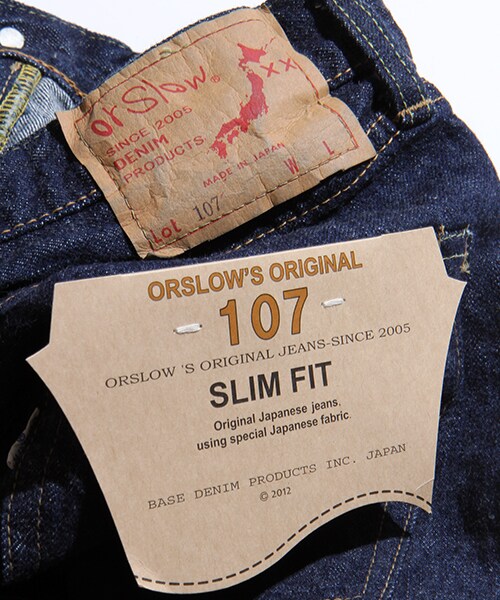 orSlow®
SINCE 2005
DENIM
PRODUCTS
XX
MADE IN JAPAN
W L
Lot 107
ORSLOW'S ORIGINAL
107
ORSLOW 'S ORIGINAL JEANS-SINCE 2005
SLIM FIT
Original Japanese jeans,
using special Japanese fabric.
BASE DENIM PRODUCTS INC. JAPAN
© 2012